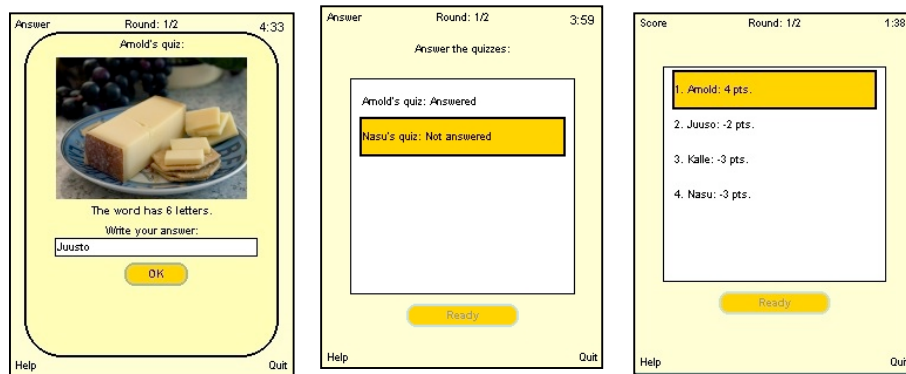 Answer Round: 1/2 4:33
Arnold's quiz:
The word has 6 letters.
Write your answer:
Juusto
OK
Help Quit
Answer Round: 1/2 3:59
Answer the quizzes:
Arnold's quiz: Answered
Nasu's quiz: Not answered
Ready
Help Quit
Score Round: 1/2 1:38
1. Arnold: 4 pts.
2. Juuso: -2 pts.
3. Kalle: -3 pts.
4. Nasu: -3 pts.
Ready
Help Quit